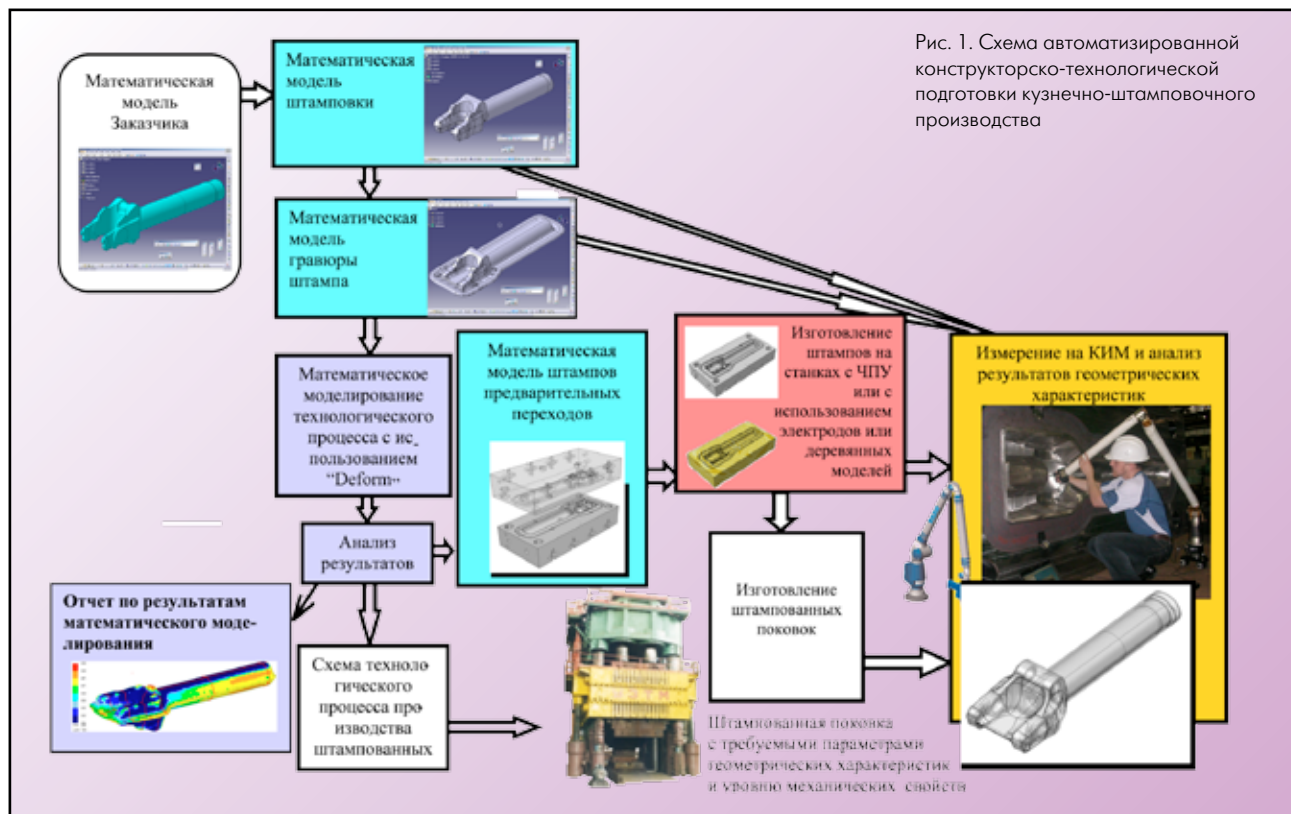 Рис. 1. Схема автоматизированной
конструкторско-технологической
подготовки кузнечно-штамповочного
производства
Математическая
модель
Заказчика
Математическая
модель
штамповки
Математическая
модель
гравюры
штампа
Математическое
моделирование
технологического
процесса с ис_
пользованием
“Deform„
Анализ
результатов
Отчет по результатам
математического моде-
лирования
Схема техноло
гического
процесса про
изводства
штампованных
Математическая
модель штампов
предварительных
переходов
Изготовление
штампов на
станках с ЧПУ
или с
использованием
электродов или
деревянных
моделей
Изготовление
штампованных
поковок
Измерение на КИМ и анализ
результатов геометрических
характеристик
Штампованная поковка
с требуемыми параметрами
геометрических характеристик
и уровню механических свойств